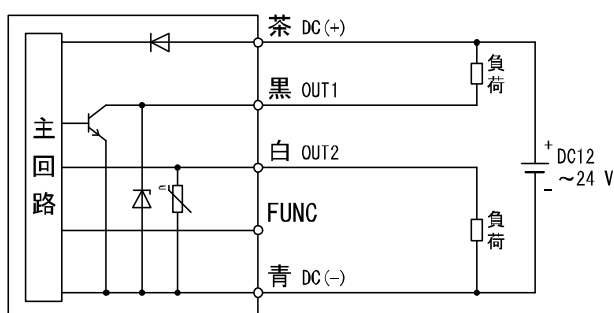 茶 DC(+)
負荷
黒 OUT1
主回路
白 OUT2
+
DC12
～24 V
-
FUNC
負荷
青 DC(-)